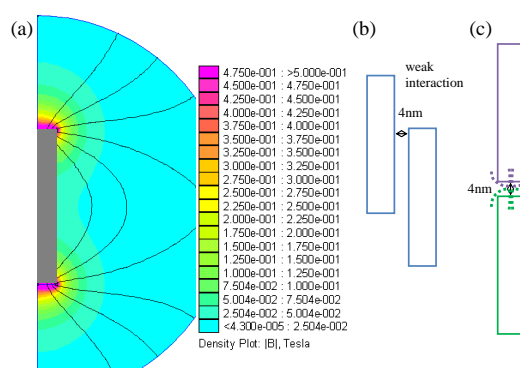 (a)
4.750e-001 : >5.000e-001
4.500e-001 : 4.750e-001
4.250e-001 : 4.500e-001
4.000e-001 : 4.250e-001
3.750e-001 : 4.000e-001
3.500e-001 : 3.750e-001
3.250e-001 : 3.500e-001
3.000e-001 : 3.250e-001
2.750e-001 : 3.000e-001
2.500e-001 : 2.750e-001
2.250e-001 : 2.500e-001
2.000e-001 : 2.250e-001
1.750e-001 : 2.000e-001
1.500e-001 : 1.750e-001
1.250e-001 : 1.500e-001
1.000e-001 : 1.250e-001
7.504e-002 : 1.000e-001
5.004e-002 : 7.504e-002
2.504e-002 : 5.004e-002
<4.300e-005 : 2.504e-002
Density Plot: |B|, Tesla
(b)
weak
interaction
4nm
(c)
4nm